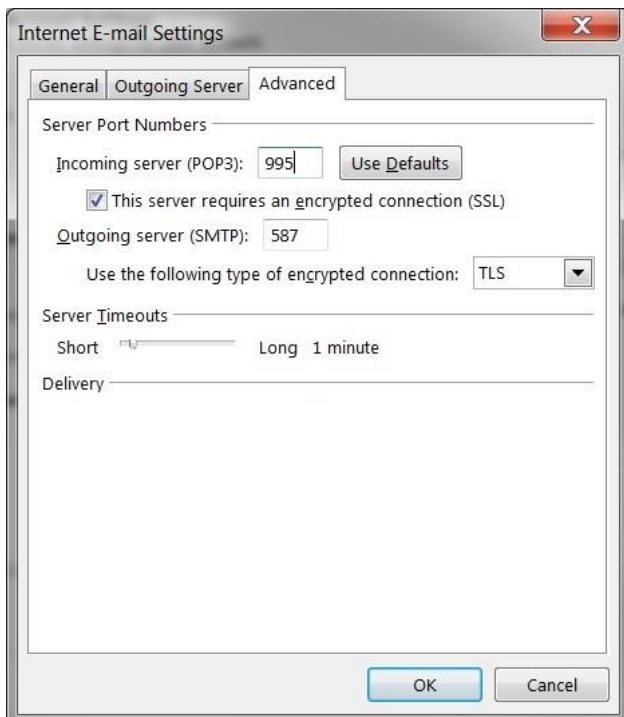 Internet E-mail Settings
General Outgoing Server Advanced
Server Port Numbers
Incoming server (POP3): 995 Use Defaults
This server requires an encrypted connection (SSL)
Outgoing server (SMTP): 587
Use the following type of encrypted connection: TLS
Server Timeouts
Short Long 1 minute
Delivery
OK Cancel